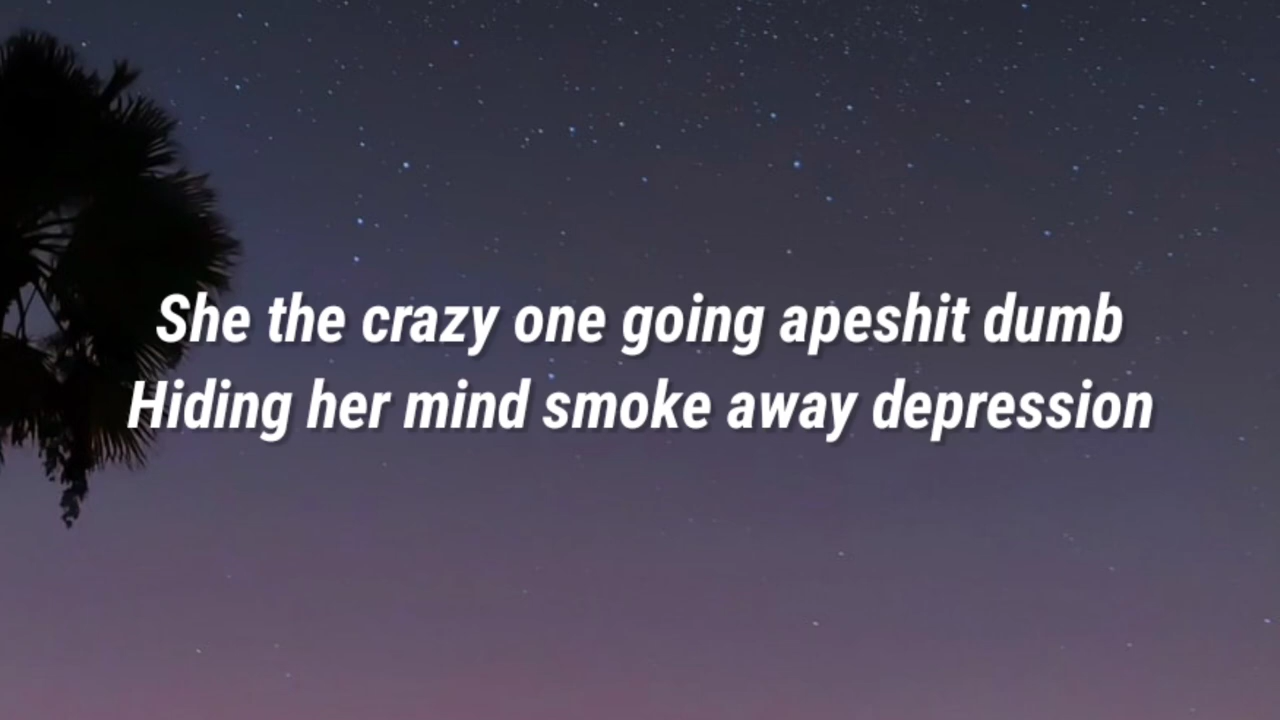 She the crazy one going apeshit dumb
Hiding her mind smoke away depression